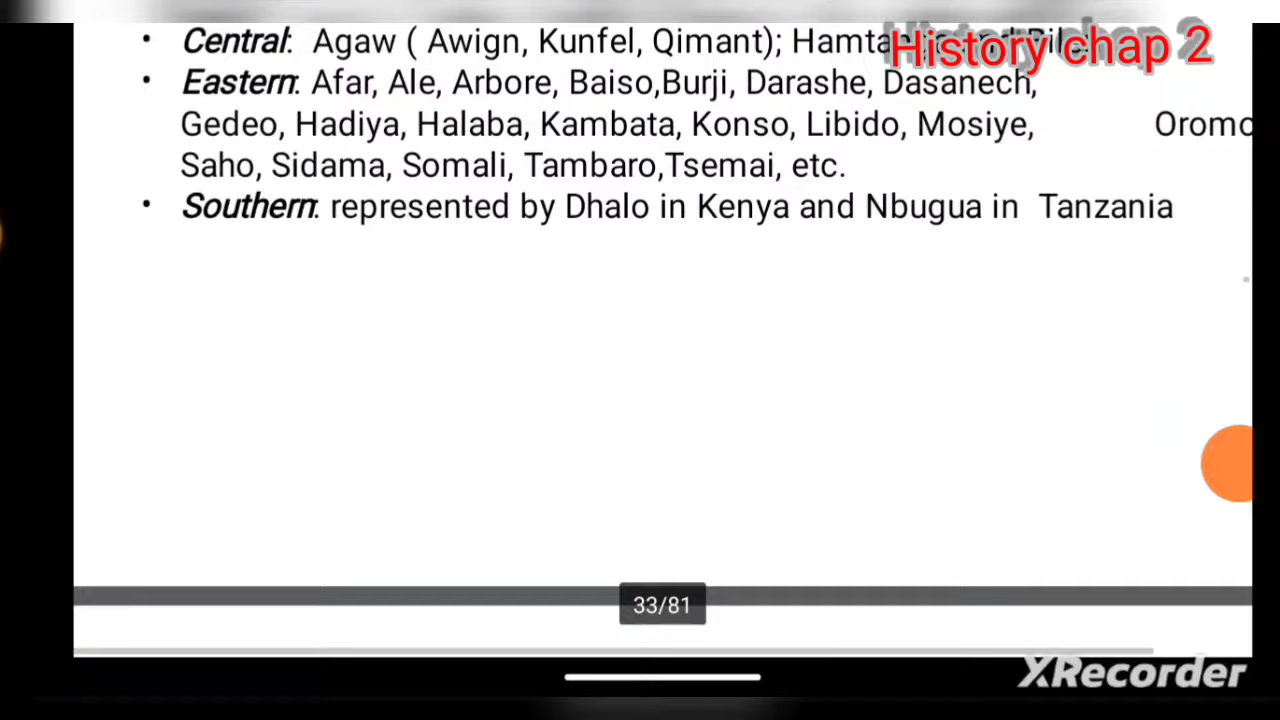 • Central: Agaw ( Awign, Kunfel, Qimant); Hamta
History chap 2
• Eastern: Afar, Ale, Arbore, Baiso,Burji, Darashe, Dasanech,
Gedeo, Hadiya, Halaba, Kambata, Konso, Libido, Mosiye, Oromo
Saho, Sidama, Somali, Tambaro,Tsemai, etc.
• Southern: represented by Dhalo in Kenya and Nbugua in Tanzania
33/81
XRecorder